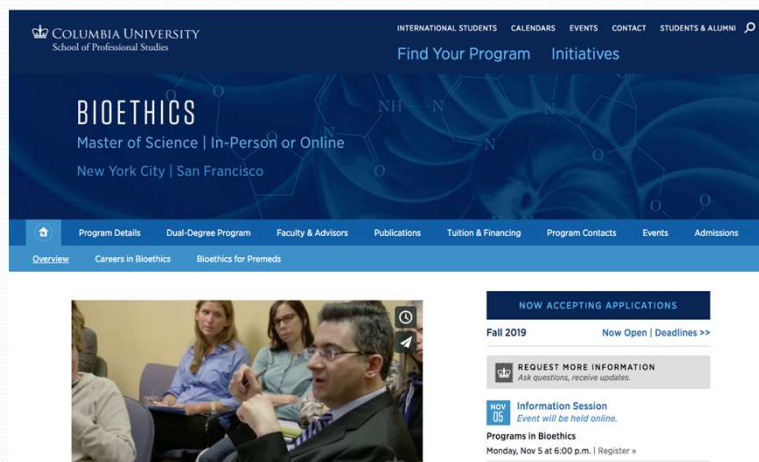 COLUMBIA UNIVERSITY
School of Professional Studies
INTERNATIONAL STUDENTS CALENDARS EVENTS CONTACT STUDENTS & ALUMNI
Find Your Program Initiatives
BIOETHICS
Master of Science | In-Person or Online
New York City | San Francisco
NH N
N
N
O
O
O
O
O
Program Details Dual-Degree Program Faculty & Advisors Publications Tuition & Financing Program Contacts Events Admissions
Overview Careers in Bioethics Bioethics for Premeds
NOW ACCEPTING APPLICATIONS
Fall 2019 Now Open | Deadlines >>
REQUEST MORE INFORMATION
Ask questions, receive updates.
NOV
05
Information Session
Event will be held online.
Programs in Bioethics
Monday, Nov 5 at 6:00 p.m. | Register »